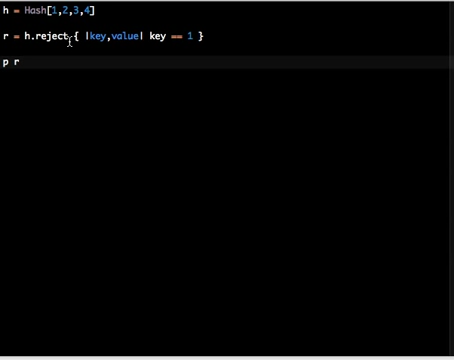 h = Hash[1,2,3,4]
r = h.reject { |key,value| key == 1 }
p r